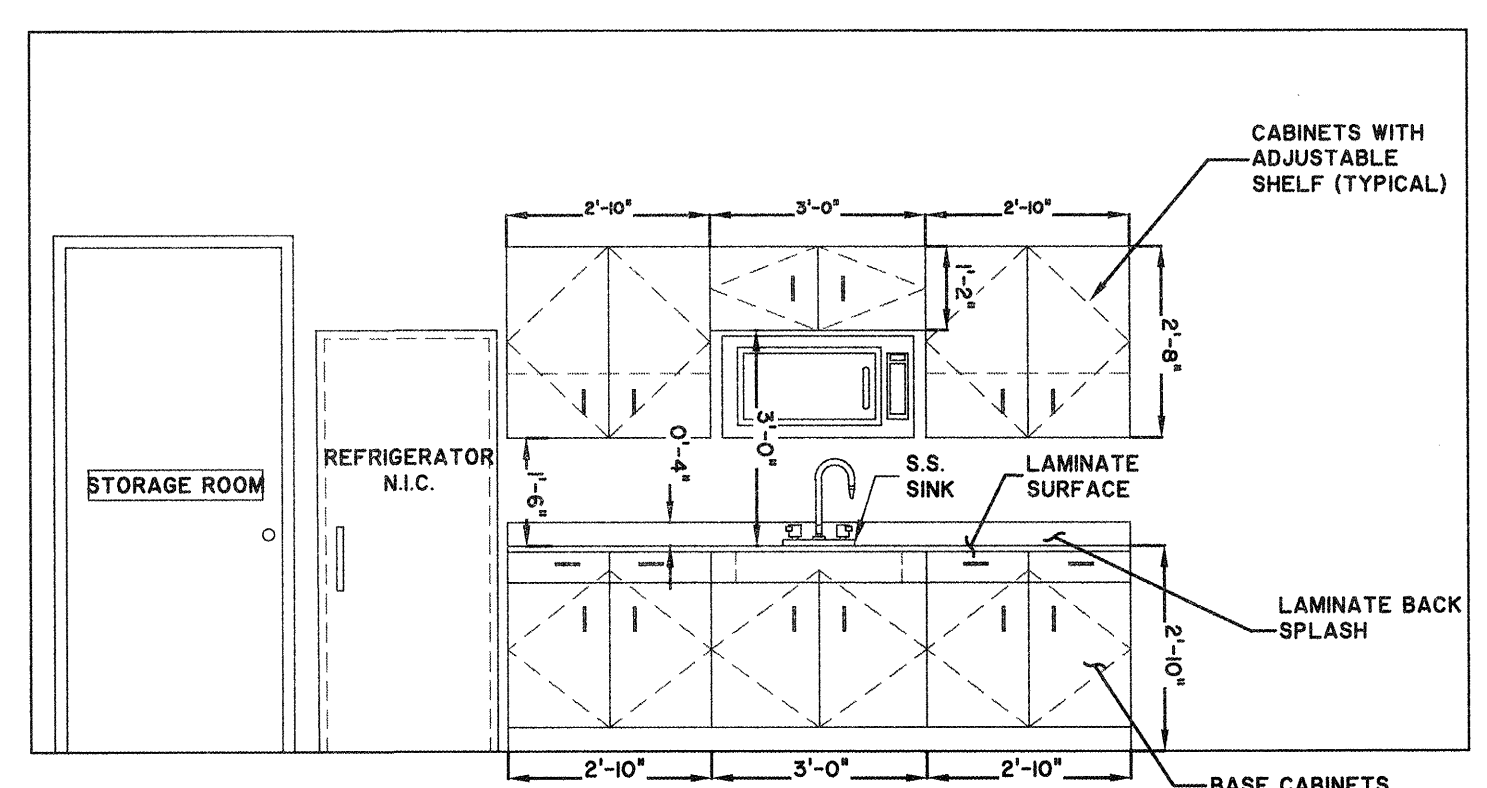 CABINETS WITH
ADJUSTABLE
SHELF (TYPICAL)
2'-10"
3'-0"
2'-10"
1'-2"
2'-8"
REFRIGERATOR
N.I.C.
STORAGE ROOM
1'-6"
0'-4"
3'-0"
S.S.
SINK
LAMINATE
SURFACE
LAMINATE BACK
SPLASH
2'-10"
2'-10"
3'-0"
2'-10"
BASE CABINETS